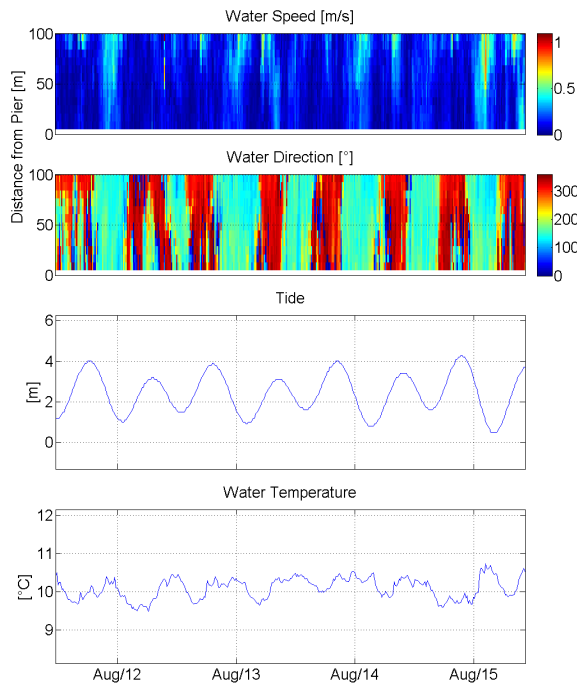 Water Speed [m/s]
100
50
0
1
0.5
0
Distance from Pier [m]
Water Direction [°]
100
50
0
300
200
100
0
Tide
6
4
2
0
[m]
Water Temperature
12
11
10
9
[°C]
Aug/12 Aug/13 Aug/14 Aug/15